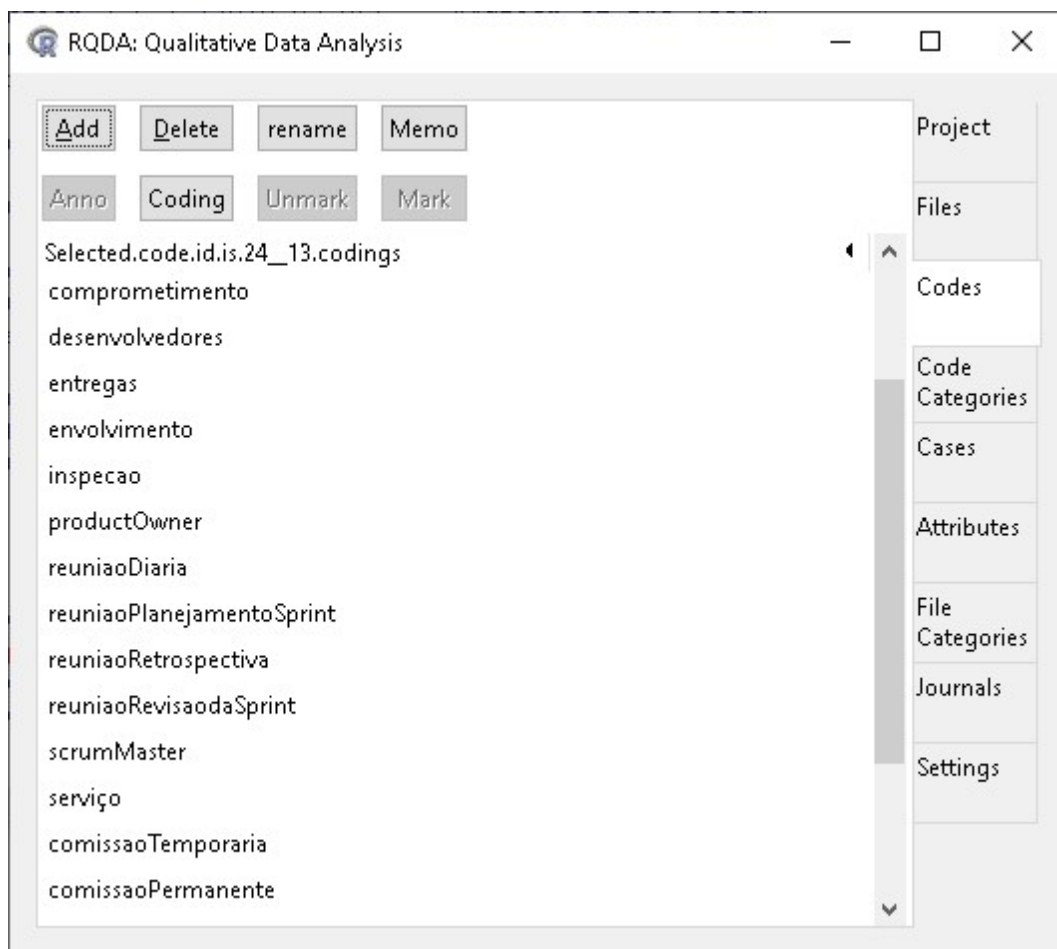 RQDA: Qualitative Data Analysis
Add Delete rename Memo
Anno Coding Unmark Mark
Selected.code.id.is.24__13.codings
comprometimento
desenvolvedores
entregas
envolvimento
inspecao
productOwner
reuniaoDiaria
reuniaoPlanejamentoSprint
reuniaoRetrospectiva
reuniaoRevisaodaSprint
scrumMaster
serviço
comissaoTemporaria
comissaoPermanente
Project
Files
Codes
Code
Categories
Cases
Attributes
File
Categories
Journals
Settings